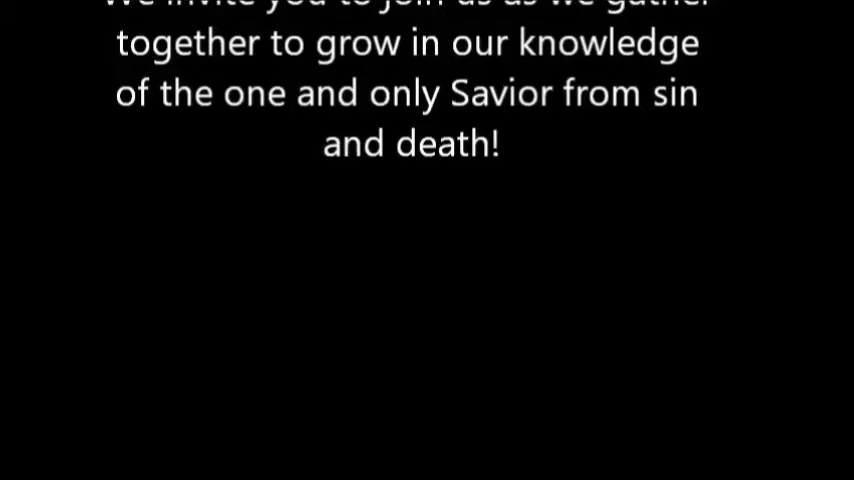 We invite you to join us as we gather
together to grow in our knowledge
of the one and only Savior from sin
and death!